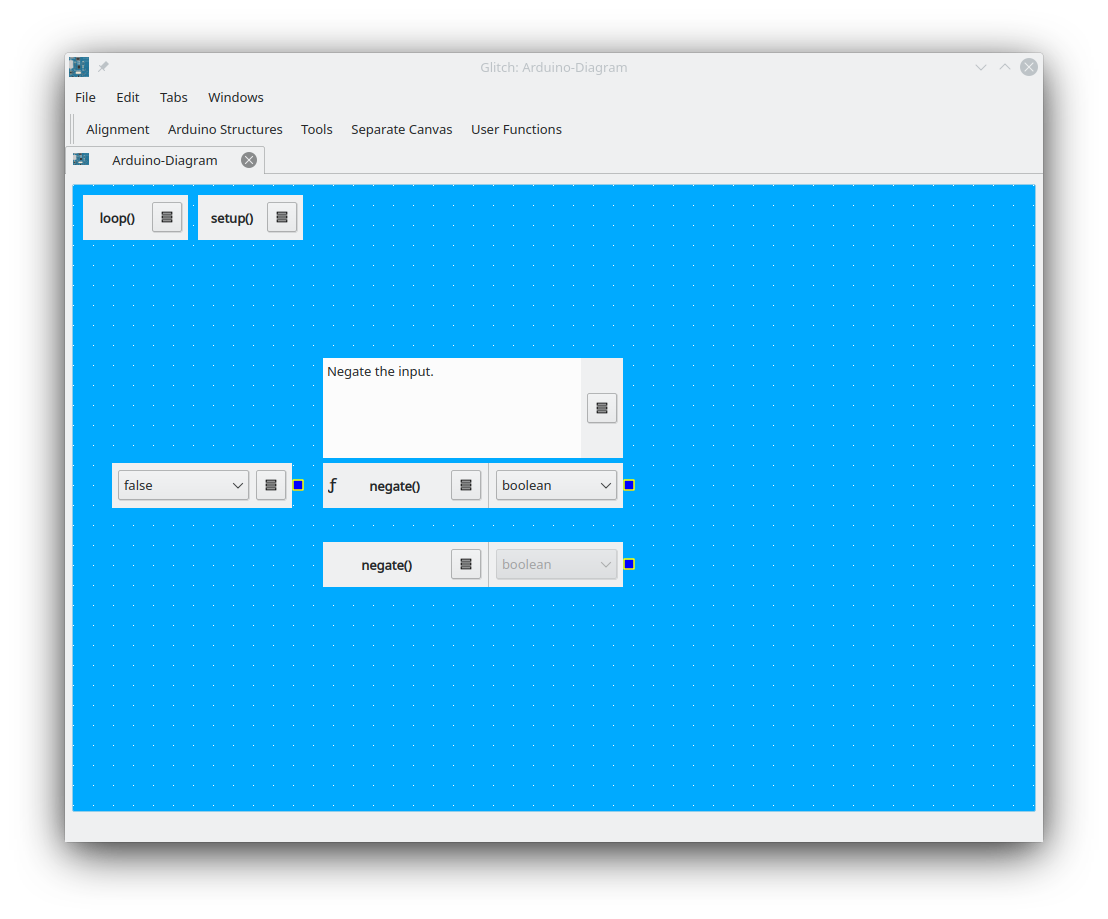 Glitch: Arduino-Diagram
File Edit Tabs Windows
Alignment Arduino Structures Tools Separate Canvas User Functions
Arduino-Diagram
loop() setup()
Negate the input.
false ƒ negate() boolean
negate() boolean